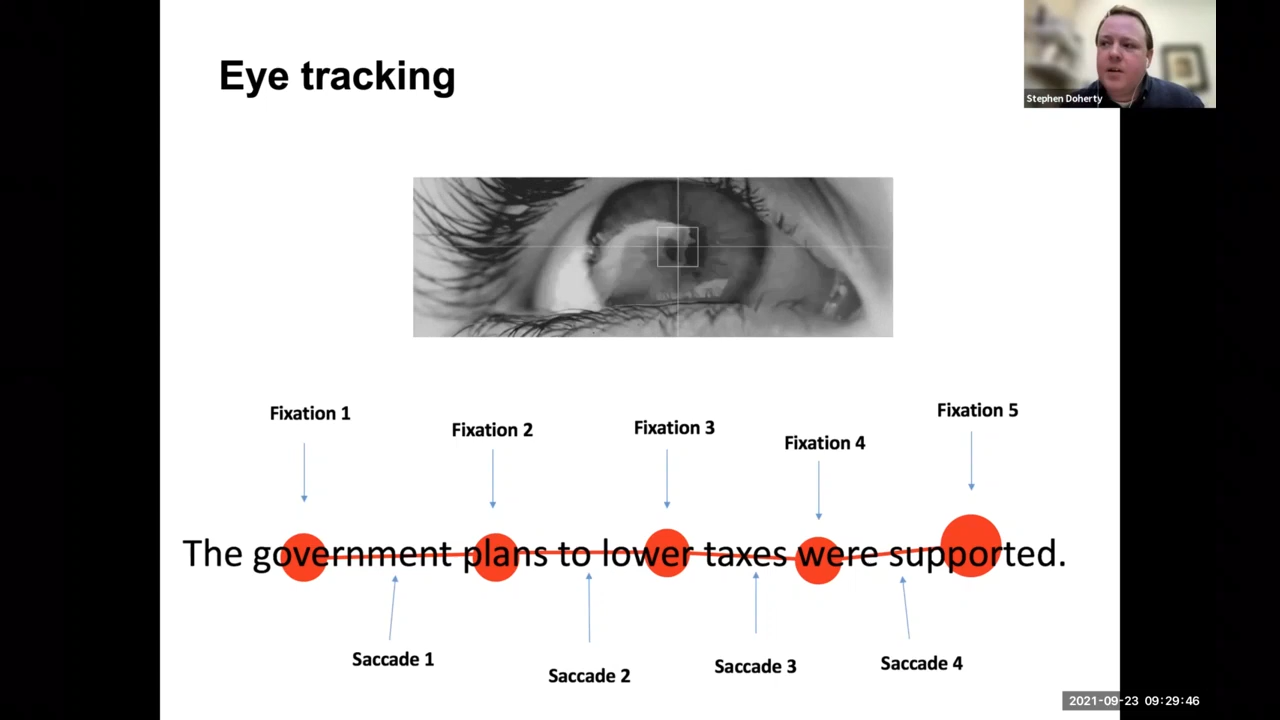 Eye tracking
Stephen Doherty
Fixation 1
Fixation 2
Fixation 3
Fixation 4
Fixation 5
The government plans to lower taxes were supported.
Saccade 1
Saccade 2
Saccade 3
Saccade 4
2021-09-23 09:29:46